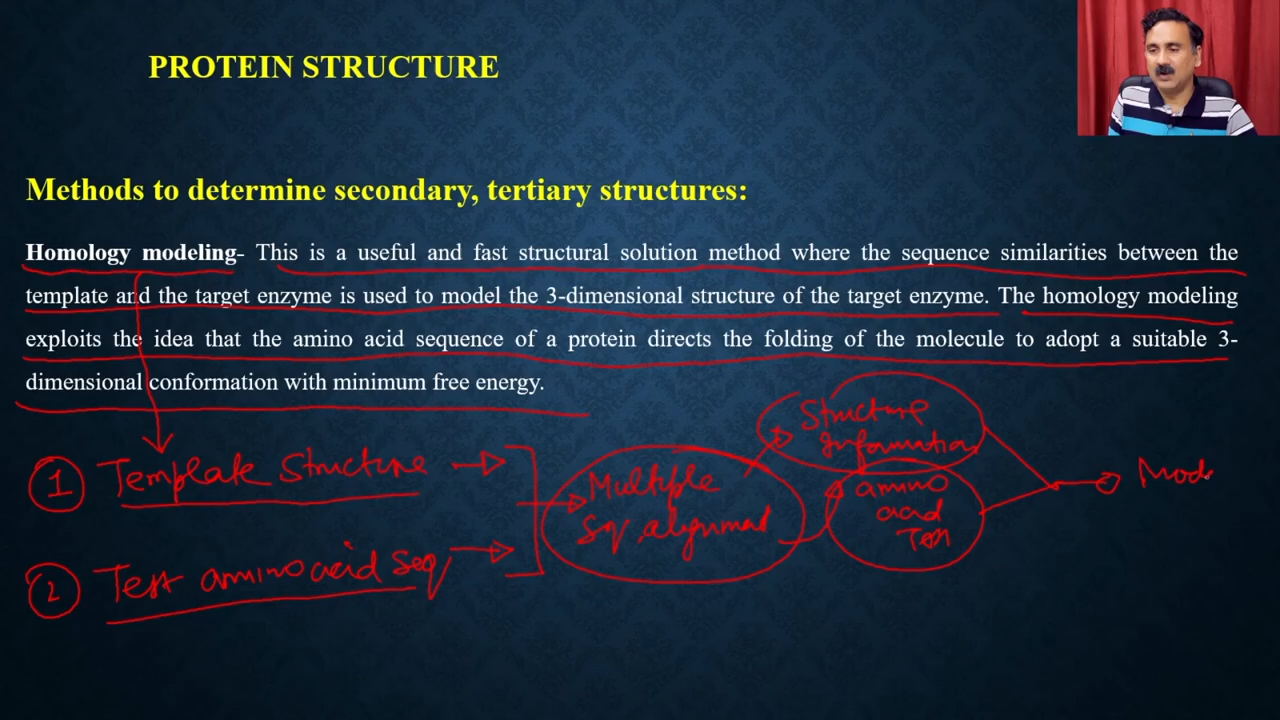 PROTEIN STRUCTURE
Methods to determine secondary, tertiary structures:
Homology modeling- This is a useful and fast structural solution method where the sequence similarities between the
template and the target enzyme is used to model the 3-dimensional structure of the target enzyme. The homology modeling
exploits the idea that the amino acid sequence of a protein directs the folding of the molecule to adopt a suitable 3-
dimensional conformation with minimum free energy.
1 Template Structure
2 Test amino acid Seq
Multiple
Sq. alignment
Structure
Information
amino
acid
Test
Mode